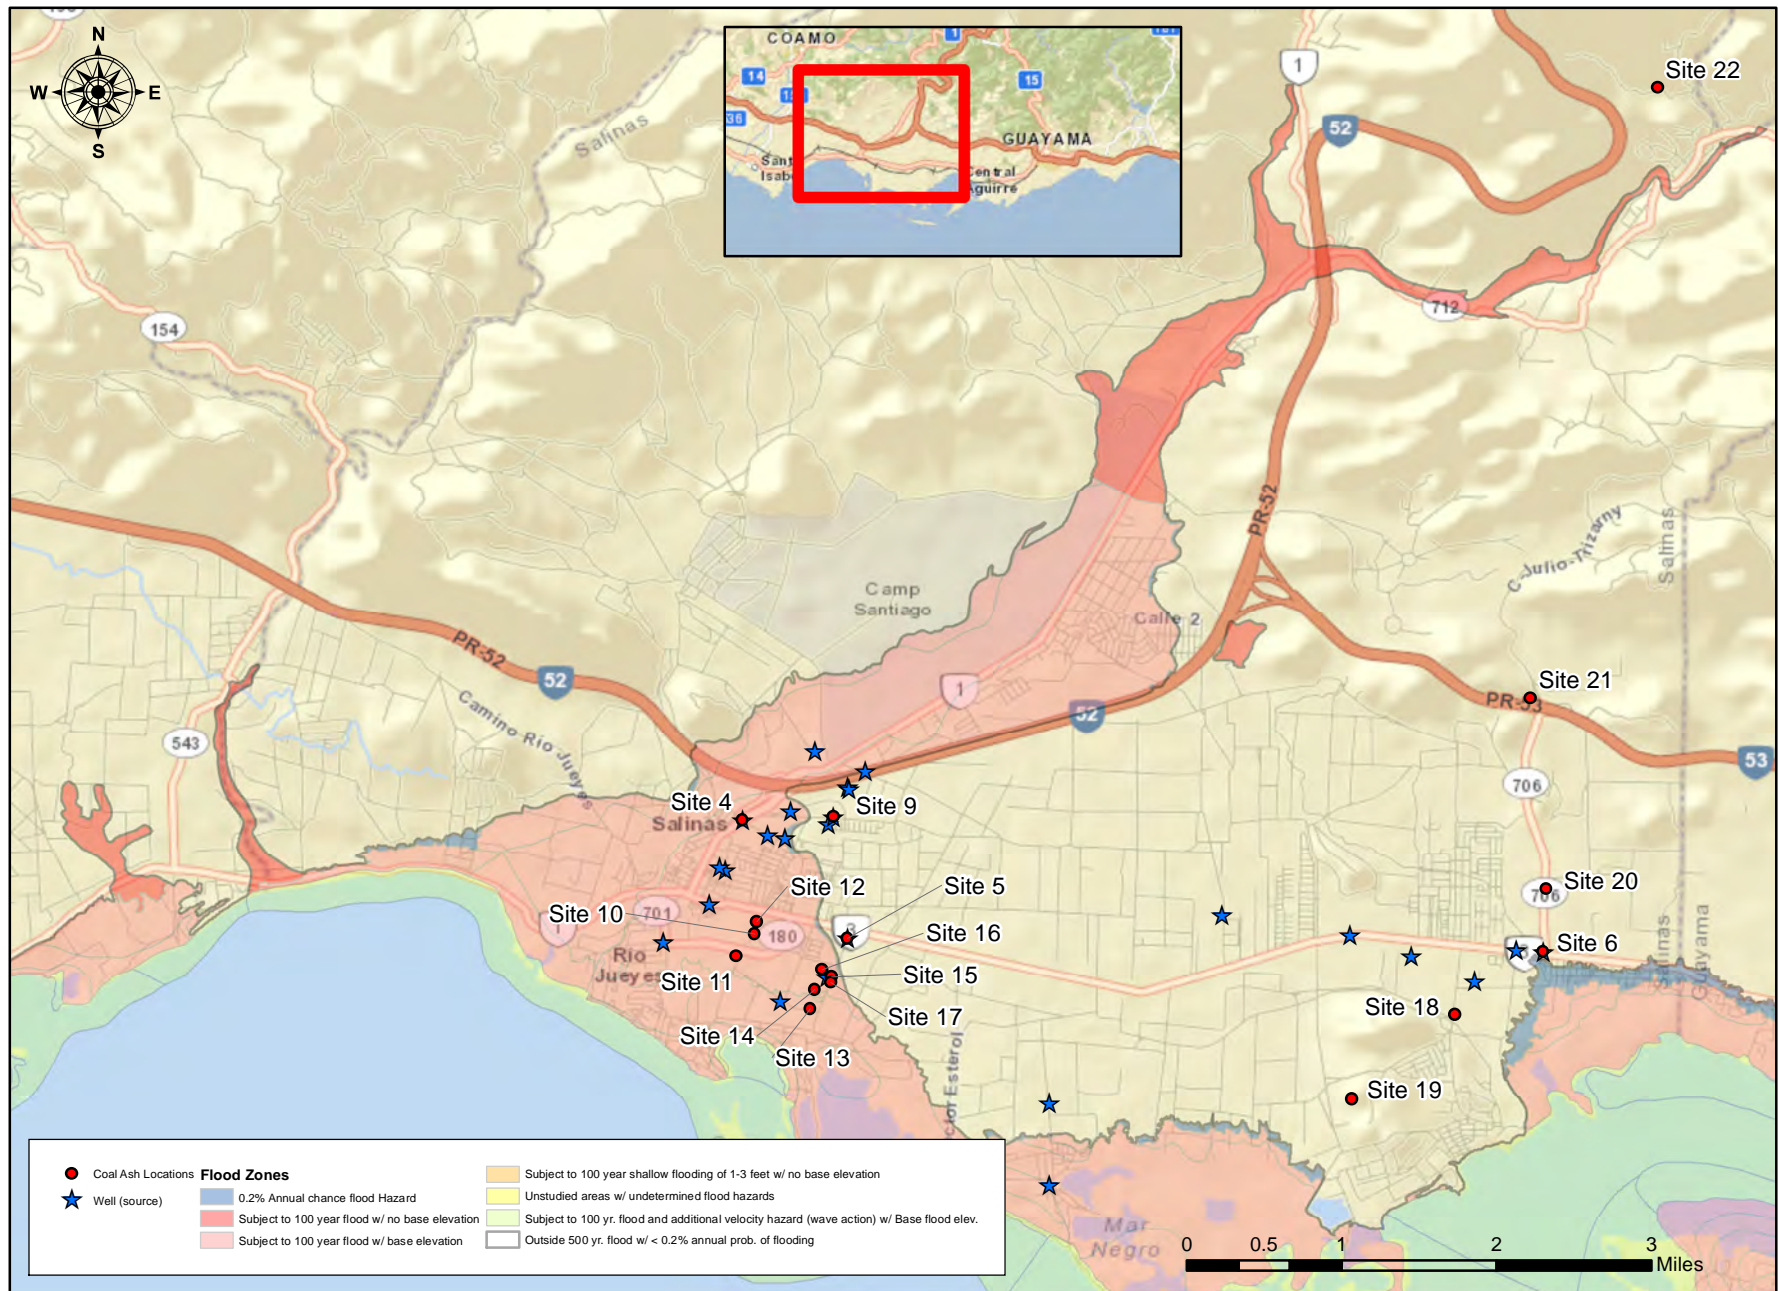 N
W
E
S
COAMO
1
14
15
36
GUAYAMA
Central
Aguirre
Salinas
1
52
Site 22
712
154
PR-52
C-Julio-Trizarny
Salinas
Camp
Santiago
Calle 2
PR-52
52
1
52
Site 21
PR-53
53
Camino Rio Jueyes
543
706
Site 4
Salinas
Site 9
Site 12
Site 5
Site 20
706
Site 10
701
180
Site 16
Site 6
Rio
Jueyes
Site 11
Site 15
Salinas
Guayama
Site 14
Site 17
Site 18
Site 13
Site 19
Mar
Negro
Coal Ash Locations
Well (source)
Flood Zones
0.2% Annual chance flood Hazard
Subject to 100 year flood w/ no base elevation
Subject to 100 year flood w/ base elevation
Subject to 100 year shallow flooding of 1-3 feet w/ no base elevation
Unstudied areas w/ undetermined flood hazards
Subject to 100 yr. flood and additional velocity hazard (wave action) w/ Base flood elev.
Outside 500 yr. flood w/ < 0.2% annual prob. of flooding
0 0.5 1 2 3
Miles